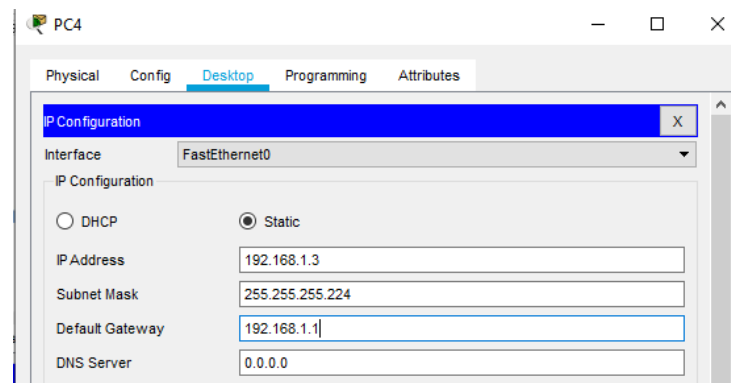 PC4
Physical Config Desktop Programming Attributes
IP Configuration X
Interface FastEthernet0
IP Configuration
DHCP Static
IP Address 192.168.1.3
Subnet Mask 255.255.255.224
Default Gateway 192.168.1.1
DNS Server 0.0.0.0